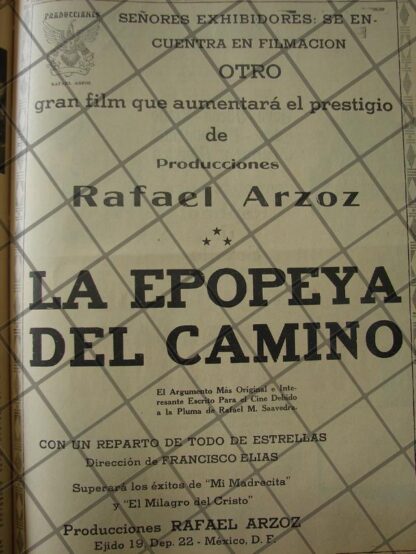 PRODUCCIONES
RAFAEL ARZOZ
SEÑORES EXHIBIDORES: SE EN-
CUENTRA EN FILMACION
OTRO
gran film que aumentará el prestigio
de
Producciones
Rafael Arzoz
LA EPOPEYA
DEL CAMINO
El Argumento Más Original e Inte-
resante Escrito Para el Cine Debido
a la Pluma de Rafael M. Saavedra.
CON UN REPARTO DE TODO DE ESTRELLAS
Dirección de FRANCISCO ELIAS
Superará los éxitos de "Mi Madrecita"
y "El Milagro del Cristo"
Producciones RAFAEL ARZOZ
Ejido 19, Dep. 22 - México, D. F.